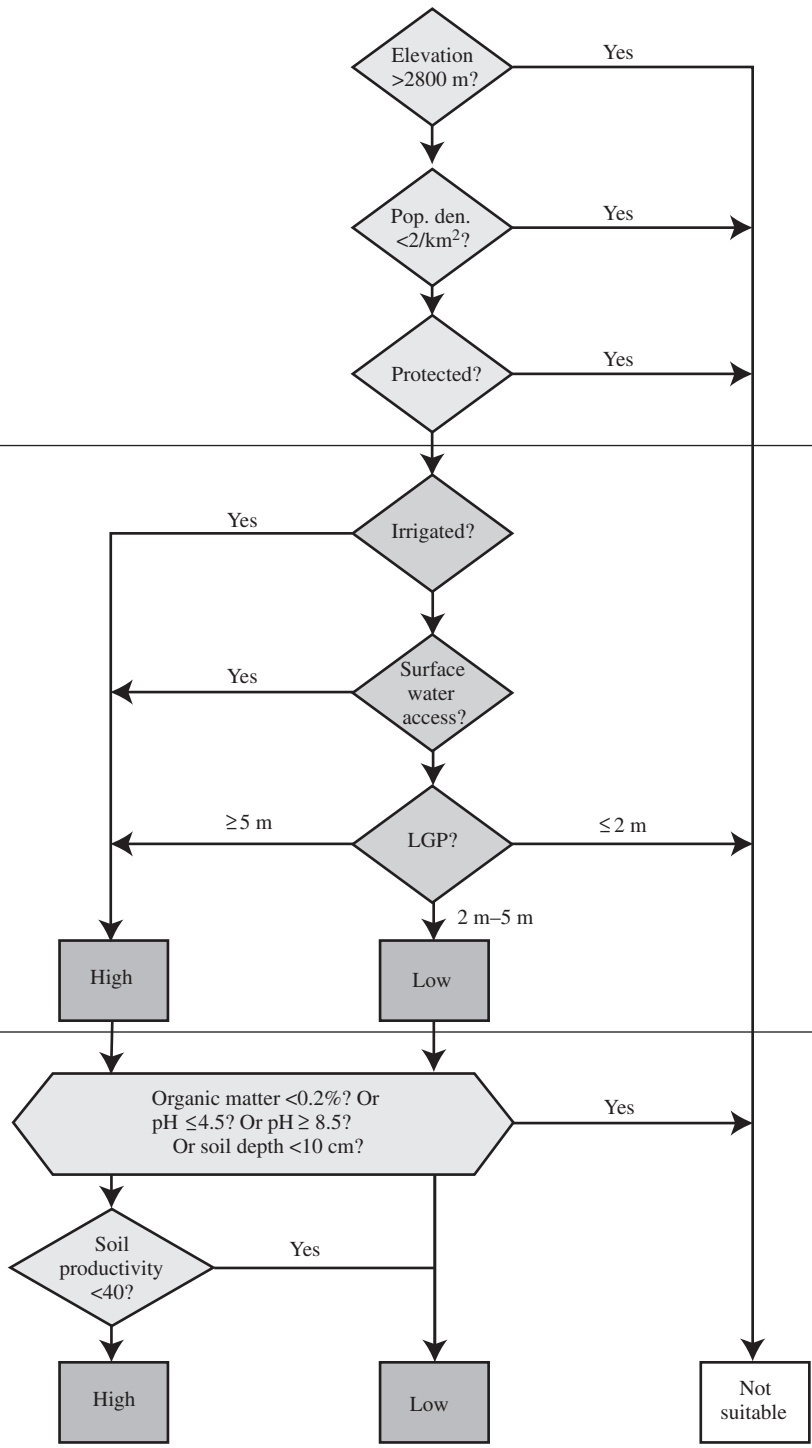 Elevation
>2800 m?
Yes
Pop. den.
<2/km²?
Yes
Protected?
Yes
Irrigated?
Yes
Surface
water
access?
Yes
LGP?
≥5 m
≤2 m
2 m–5 m
High
Low
Organic matter <0.2%? Or
pH ≤4.5? Or pH ≥ 8.5?
Or soil depth <10 cm?
Yes
Soil
productivity
<40?
Yes
High
Low
Not
suitable